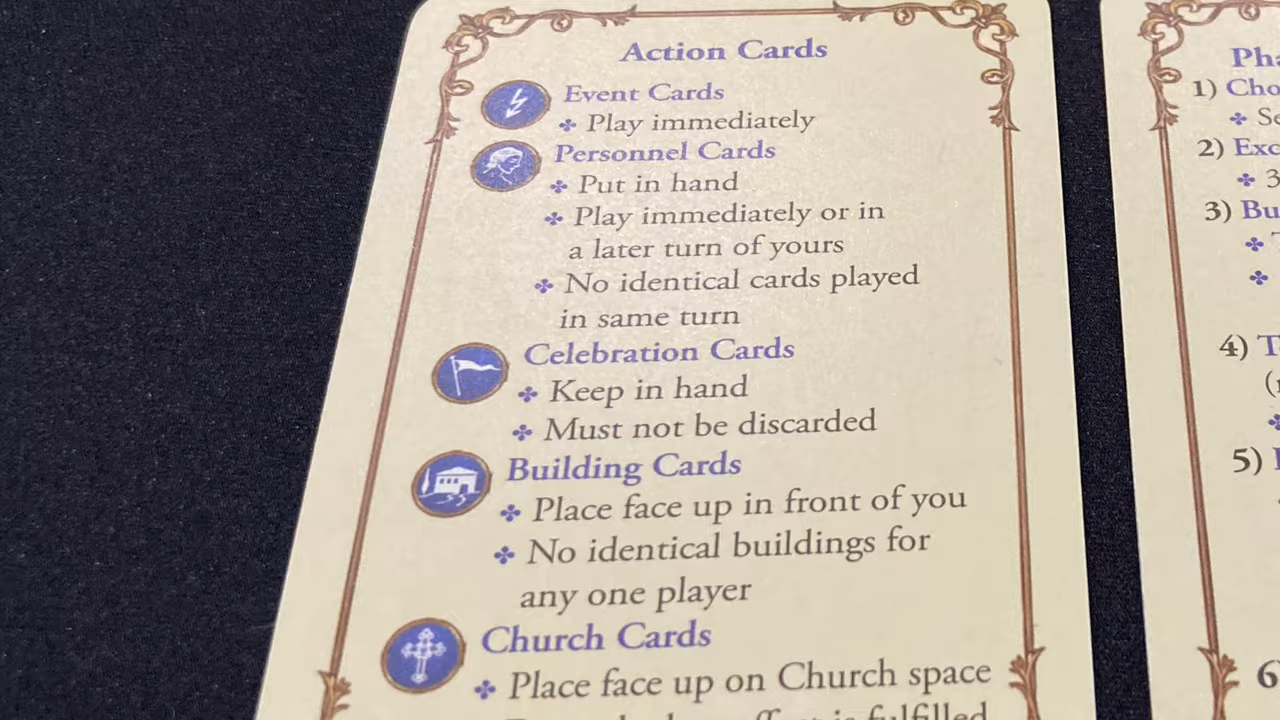 Action Cards
Event Cards
Play immediately
Personnel Cards
Put in hand
Play immediately or in
a later turn of yours
No identical cards played
in same turn
Celebration Cards
Keep in hand
Must not be discarded
Building Cards
Place face up in front of you
No identical buildings for
any one player
Church Cards
Place face up on Church space
is fulfilled
1)
2)
3)
4)
5)
6